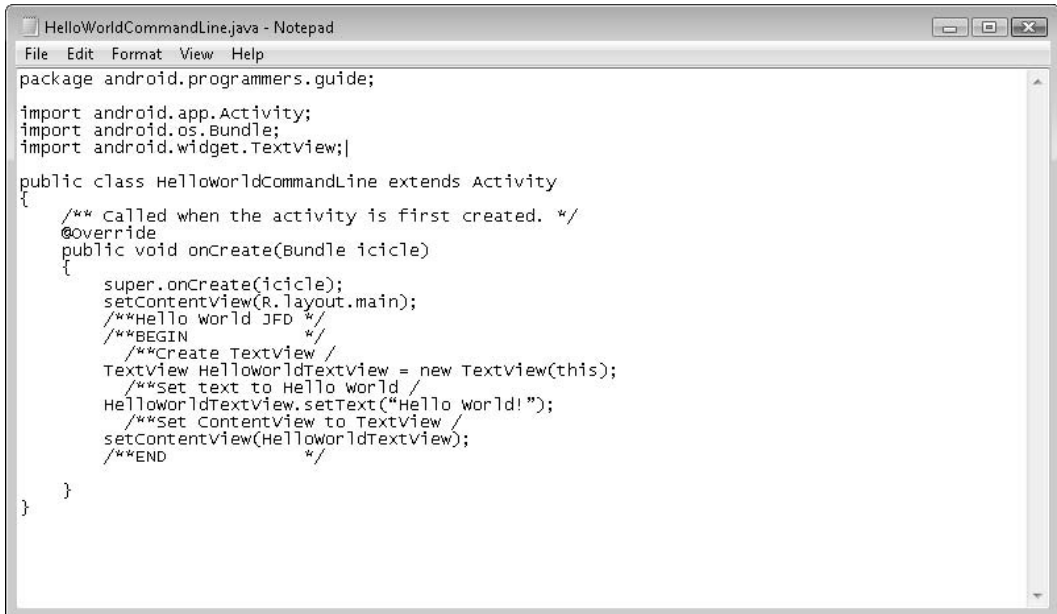 HelloWorldCommandLine.java - Notepad
File Edit Format View Help
package android.programmers.guide;
import android.app.Activity;
import android.os.Bundle;
import android.widget.TextView;
public class HelloWorldCommandLine extends Activity
{
/** Called when the activity is first created. */
@Override
public void onCreate(Bundle icicle)
{
super.onCreate(icicle);
setContentView(R.layout.main);
/**Hello World JFD */
/**BEGIN */
/**Create TextView /
TextView HelloWorldTextView = new TextView(this);
/**Set text to Hello World /
HelloWorldTextView.setText(“Hello World!”);
/**Set ContentView to TextView /
setContentView(HelloWorldTextView);
/**END */
}
}